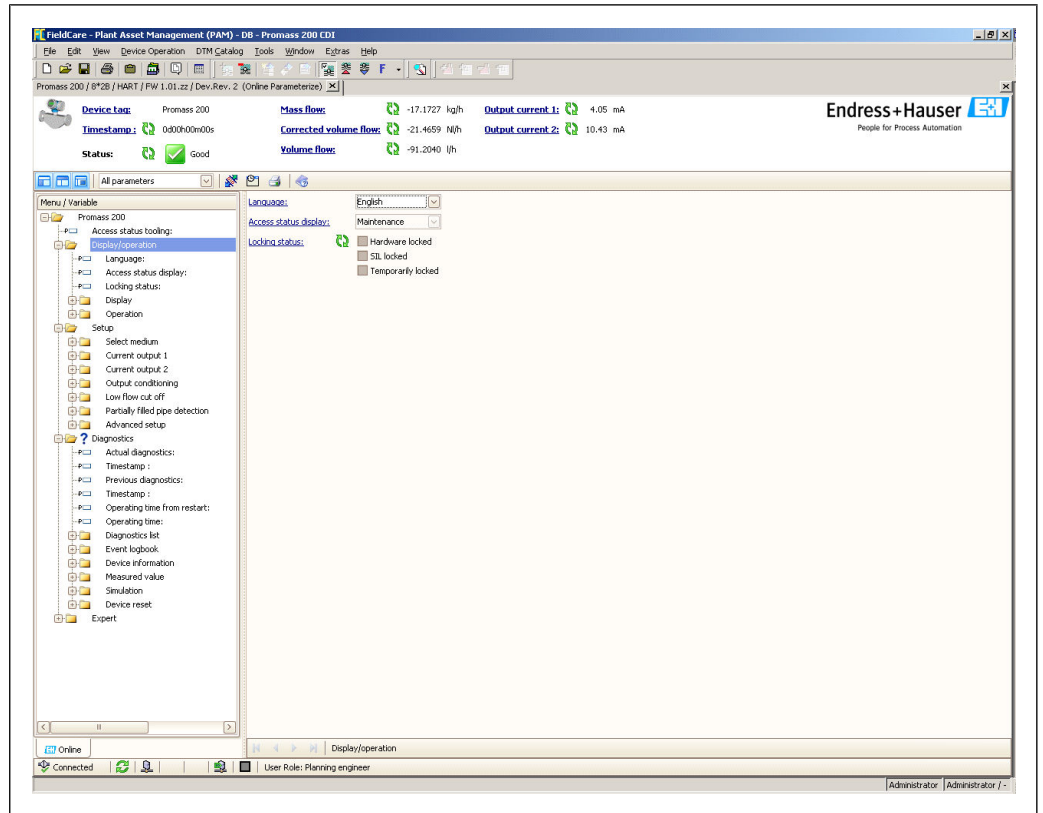 FieldCare - Plant Asset Management (PAM) - DB - Promass 200 CDI
File Edit View Device Operation DTM Catalog Tools Window Extras Help
F
Promass 200 / 8*2B / HART / FW 1.01.zz / Dev.Rev. 2 (Online Parameterize)
Device tag: Promass 200 Mass flow: -17.1727 kg/h Output current 1: 4.05 mA
Timestamp : 0d00h00m00s Corrected volume flow: -21.4659 Nl/h Output current 2: 10.43 mA
Status: Good Volume flow: -91.2040 l/h
Endress+Hauser EH
People for Process Automation
All parameters
Menu / Variable
Promass 200
Access status tooling:
Display/operation
Language:
Access status display:
Locking status:
Display
Operation
Setup
Select medium
Current output 1
Current output 2
Output conditioning
Low flow cut off
Partially filled pipe detection
Advanced setup
? Diagnostics
Actual diagnostics:
Timestamp :
Previous diagnostics:
Timestamp :
Operating time from restart:
Operating time:
Diagnostics list
Event logbook
Device information
Measured value
Simulation
Device reset
Expert
Language: English
Access status display: Maintenance
Locking status: Hardware locked
SIL locked
Temporarily locked
Online
Display/operation
Connected
User Role: Planning engineer
Administrator Administrator / -